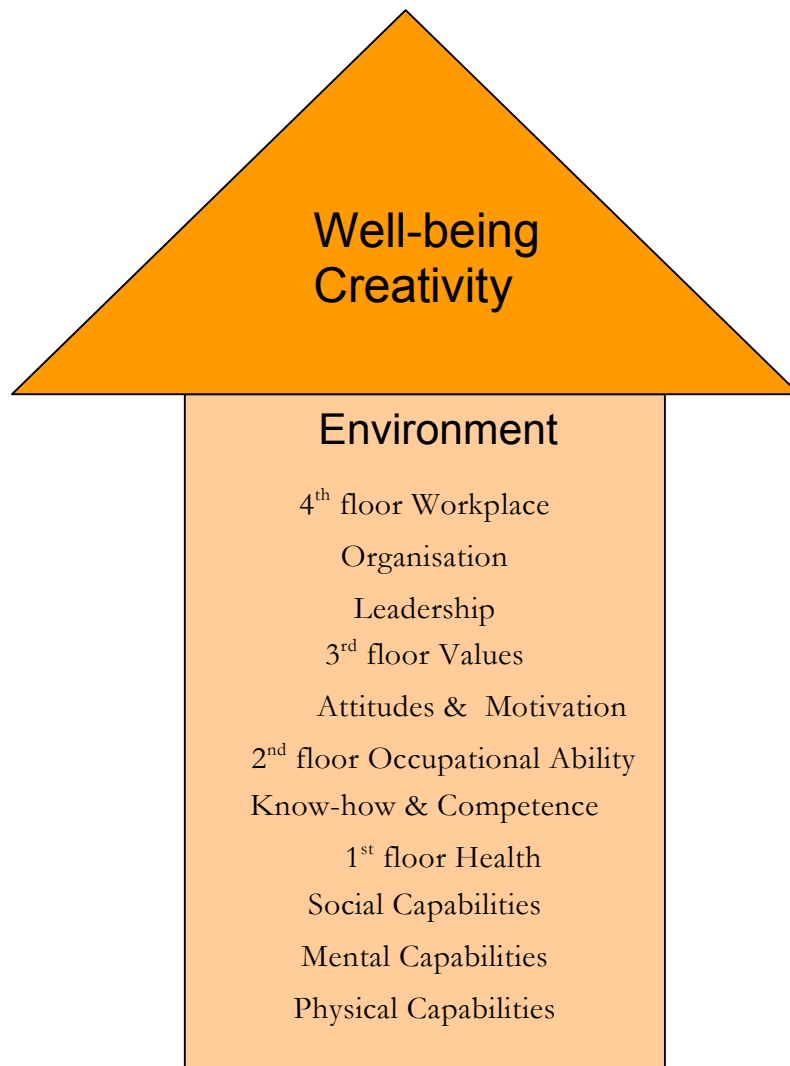 Well-being
Creativity
Environment
4th floor Workplace
Organisation
Leadership
3rd floor Values
Attitudes & Motivation
2nd floor Occupational Ability
Know-how & Competence
1st floor Health
Social Capabilities
Mental Capabilities
Physical Capabilities